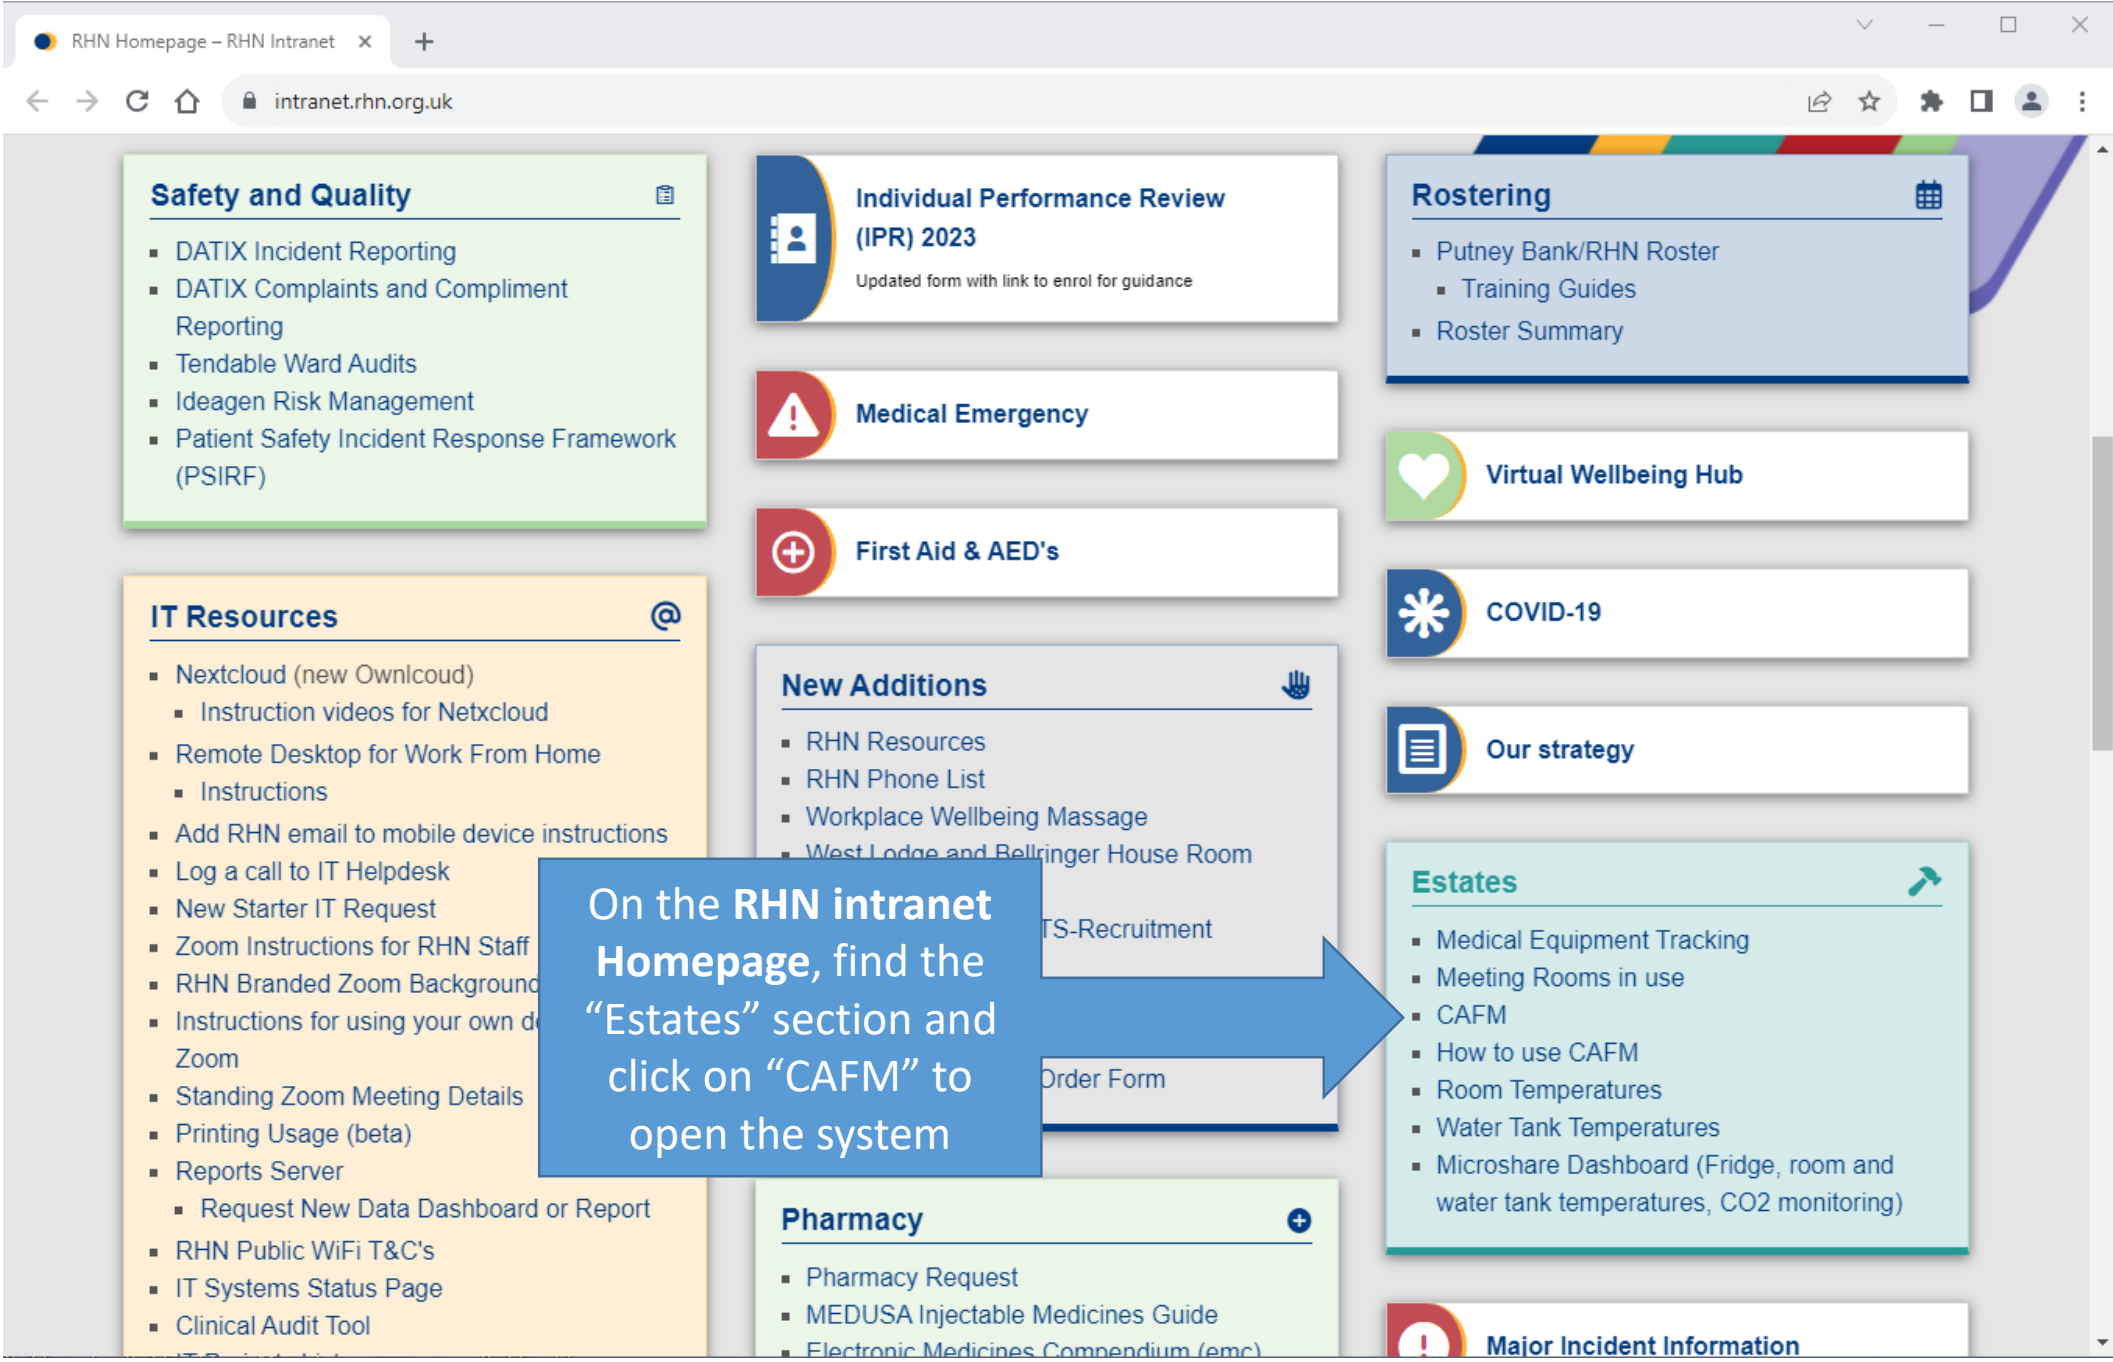 RHN Homepage – RHN Intranet
intranet.rhn.org.uk
Safety and Quality
DATIX Incident Reporting
DATIX Complaints and Compliment
Reporting
Tendable Ward Audits
Ideagen Risk Management
Patient Safety Incident Response Framework
(PSIRF)
IT Resources
Nextcloud (new Ownlcoud)
Instruction videos for Netxcloud
Remote Desktop for Work From Home
Instructions
Add RHN email to mobile device instructions
Log a call to IT Helpdesk
New Starter IT Request
Zoom Instructions for RHN Staff
RHN Branded Zoom Background
Instructions for using your own
Zoom
Standing Zoom Meeting Details
Printing Usage (beta)
Reports Server
Request New Data Dashboard or Report
RHN Public WiFi T&C's
IT Systems Status Page
Clinical Audit Tool
Individual Performance Review
(IPR) 2023
Updated form with link to enrol for guidance
Medical Emergency
First Aid & AED's
New Additions
RHN Resources
RHN Phone List
Workplace Wellbeing Massage
West Lodge and Bellringer House Room
TS-Recruitment
Order Form
On the RHN intranet
Homepage, find the
“Estates” section and
click on “CAFM” to
open the system
Pharmacy
Pharmacy Request
MEDUSA Injectable Medicines Guide
Electronic Medicines Compendium (emc)
Rostering
Putney Bank/RHN Roster
Training Guides
Roster Summary
Virtual Wellbeing Hub
COVID-19
Our strategy
Estates
Medical Equipment Tracking
Meeting Rooms in use
CAFM
How to use CAFM
Room Temperatures
Water Tank Temperatures
Microshare Dashboard (Fridge, room and
water tank temperatures, CO2 monitoring)
Major Incident Information